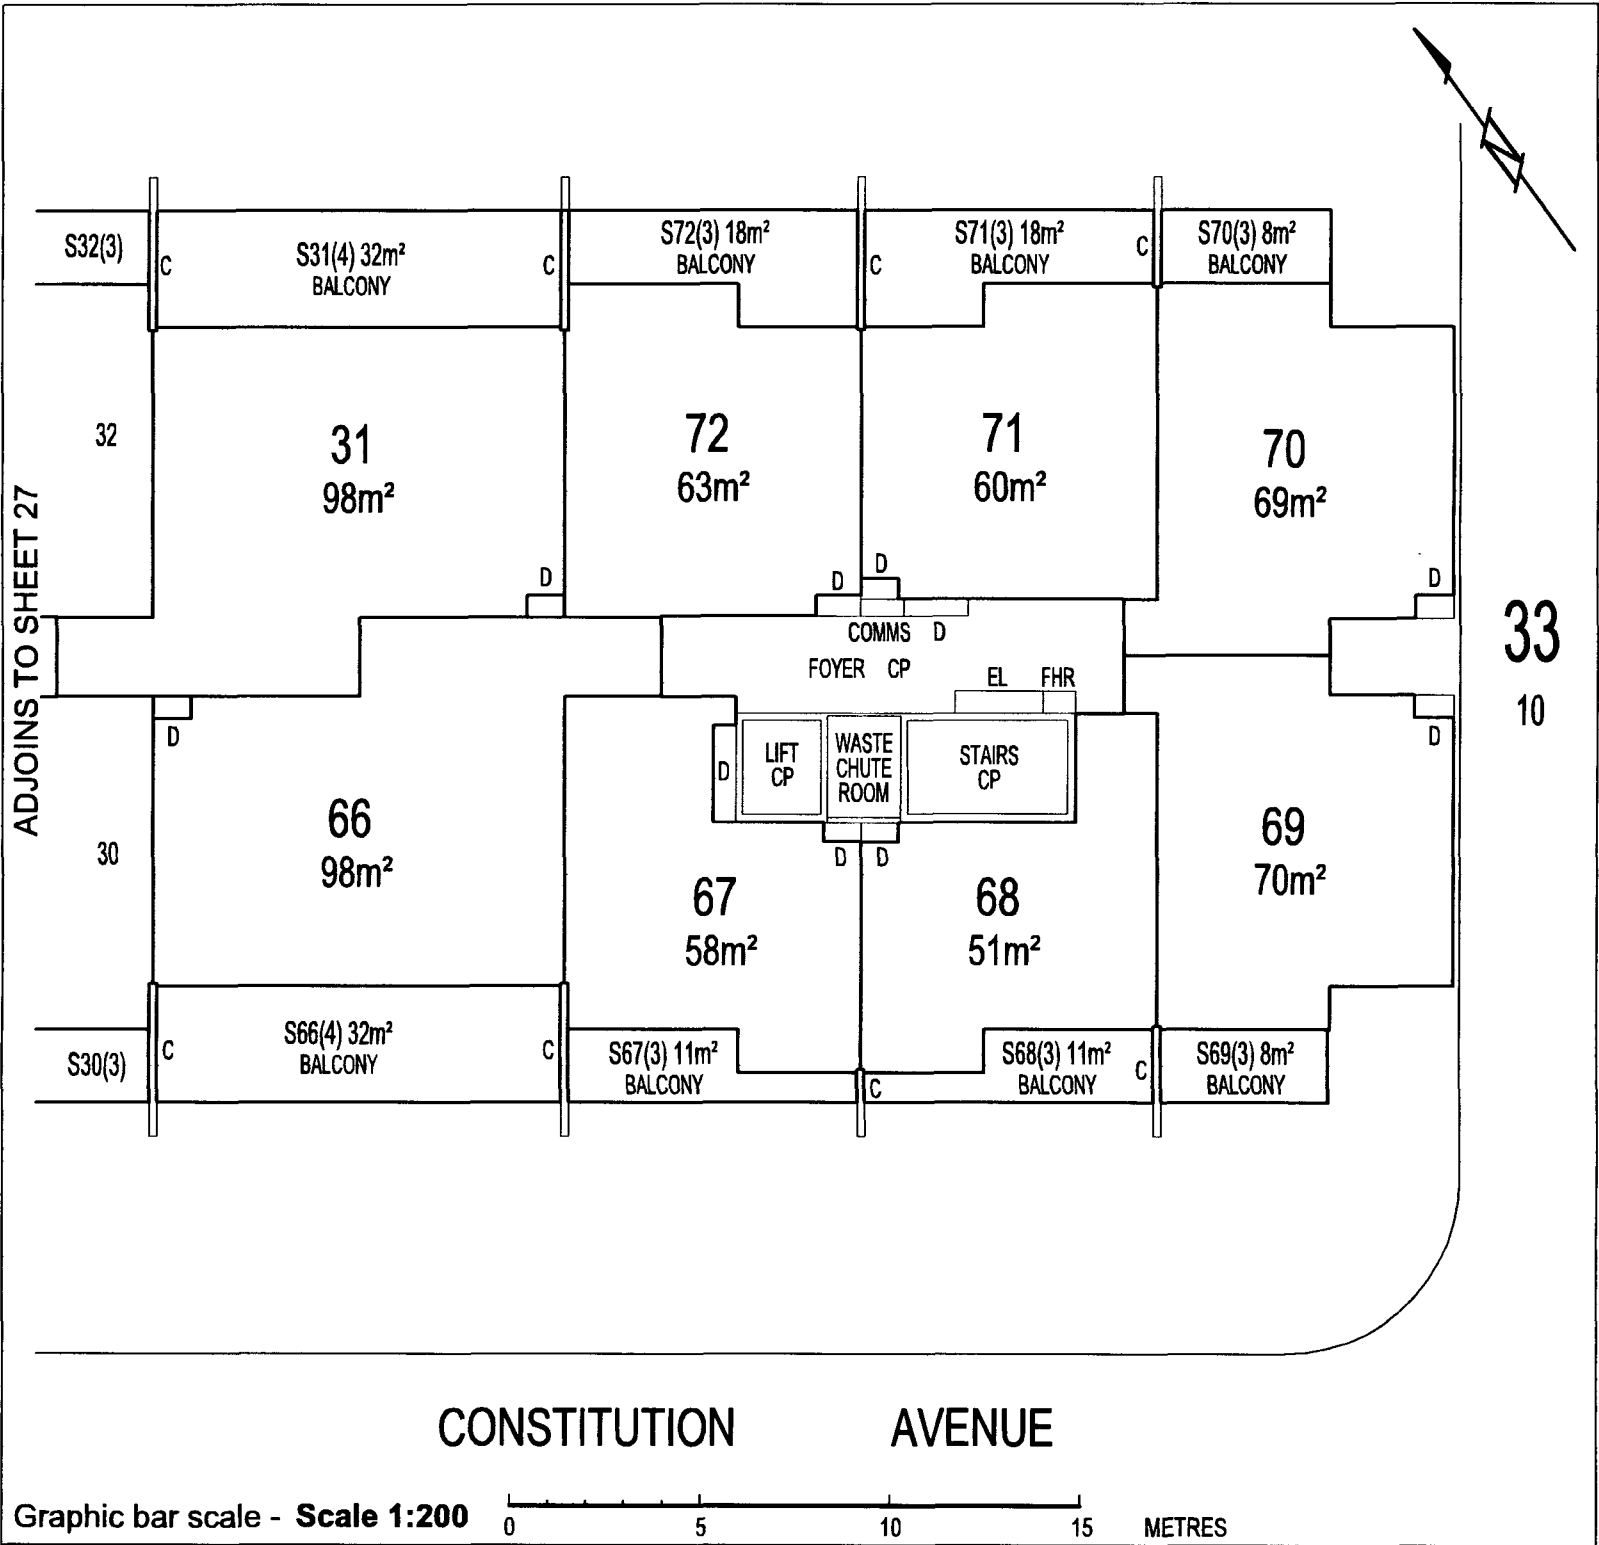 S32(3)
C
S31(4) 32m²
BALCONY
C
S72(3) 18m²
BALCONY
C
S71(3) 18m²
BALCONY
C
S70(3) 8m²
BALCONY
N
32
31
98m²
72
63m²
71
60m²
70
69m²
ADJOINS TO SHEET 27
D
D
D
D
COMMS D
FOYER CP
EL FHR
33
10
D
D
LIFT
CP
WASTE
CHUTE
ROOM
STAIRS
CP
D
30
66
98m²
D
D
67
58m²
68
51m²
69
70m²
S30(3)
C
S66(4) 32m²
BALCONY
C
S67(3) 11m²
BALCONY
C
S68(3) 11m²
BALCONY
C
S69(3) 8m²
BALCONY
CONSTITUTION AVENUE
Graphic bar scale - Scale 1:200
0 5 10 15 METRES